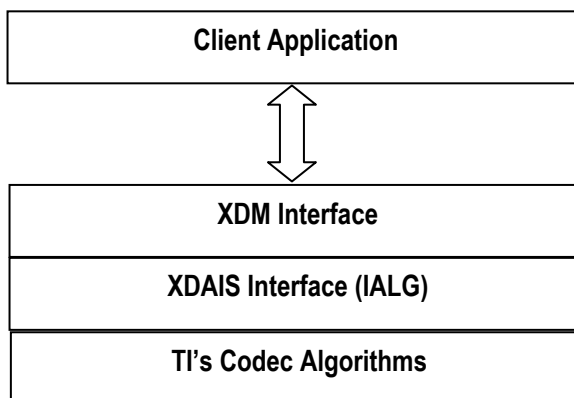 Client Application
XDM Interface
XDAIS Interface (IALG)
TI’s Codec Algorithms